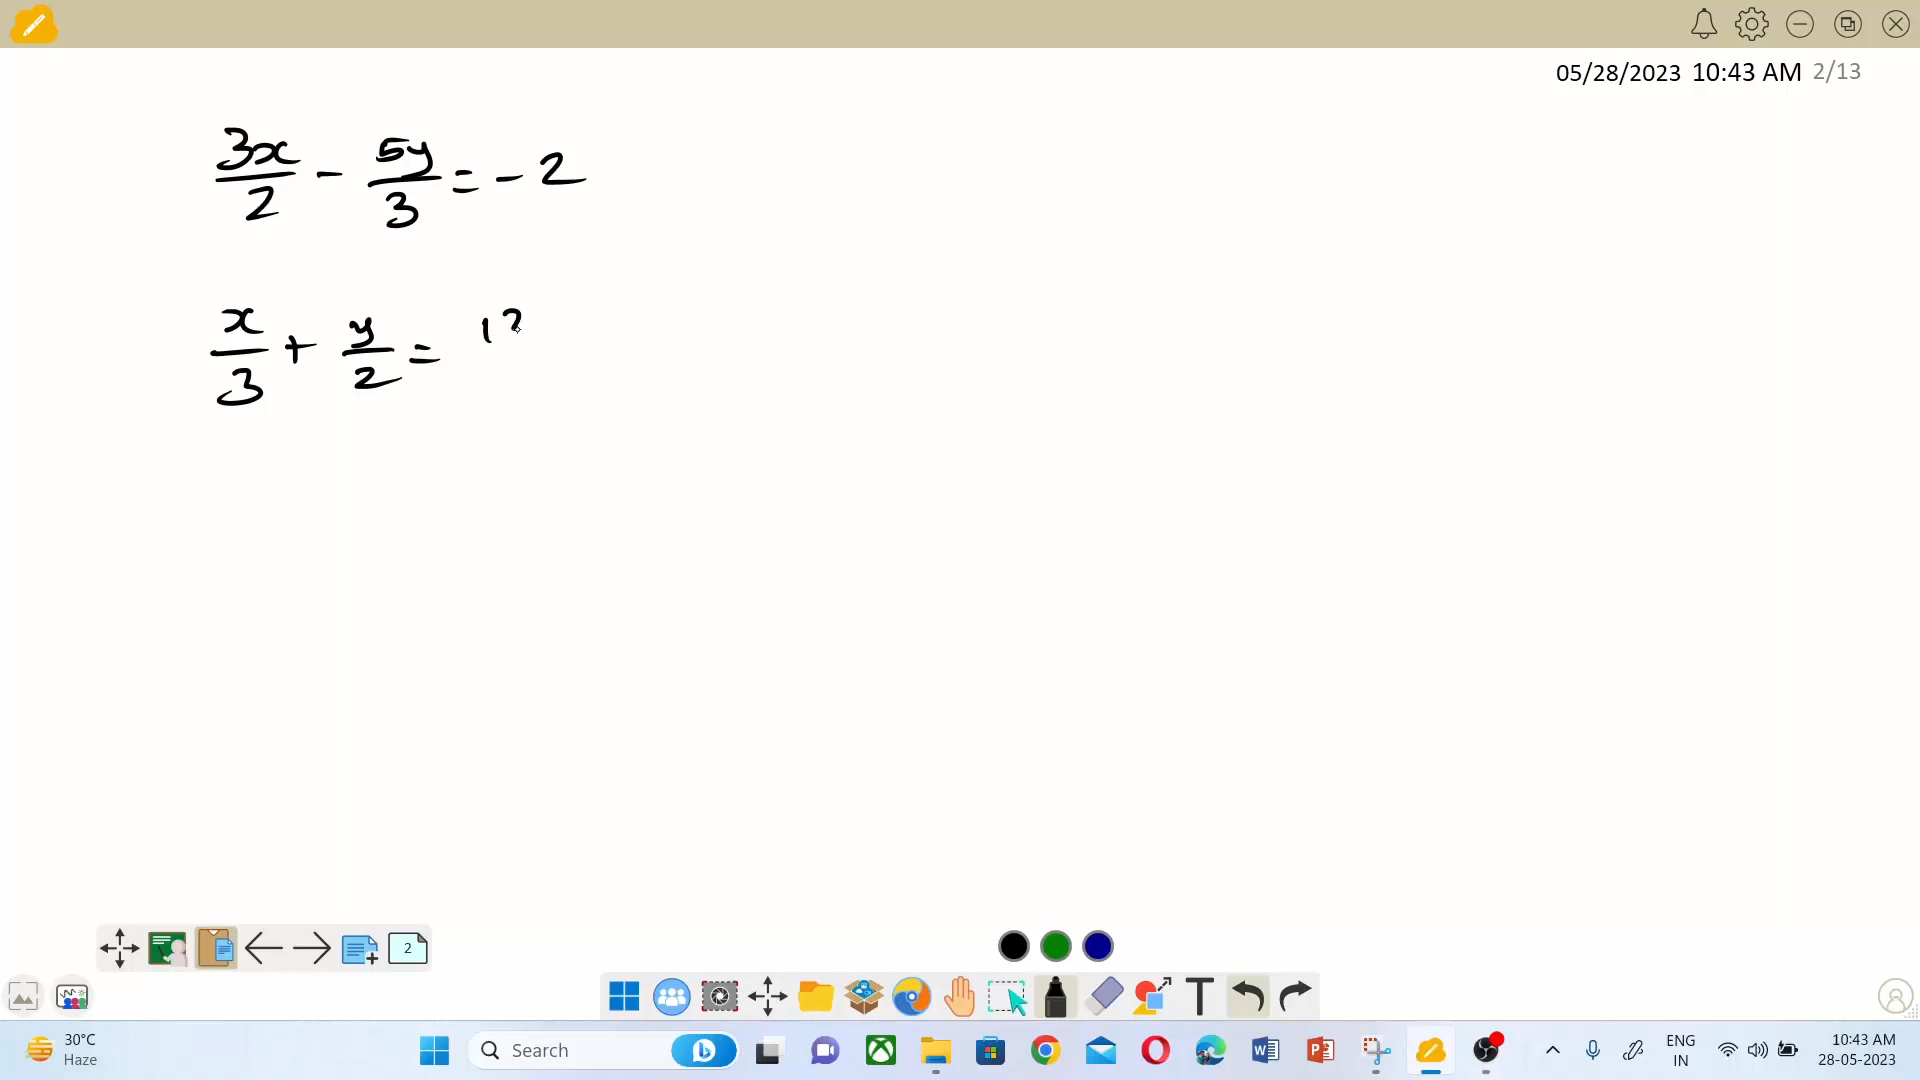 05/28/2023 10:43 AM 2/13
3x/2 - 5y/3 = - 2
x/3 + y/2 =
2
30°C
Haze
Search
ENG
IN
10:43 AM
28-05-2023